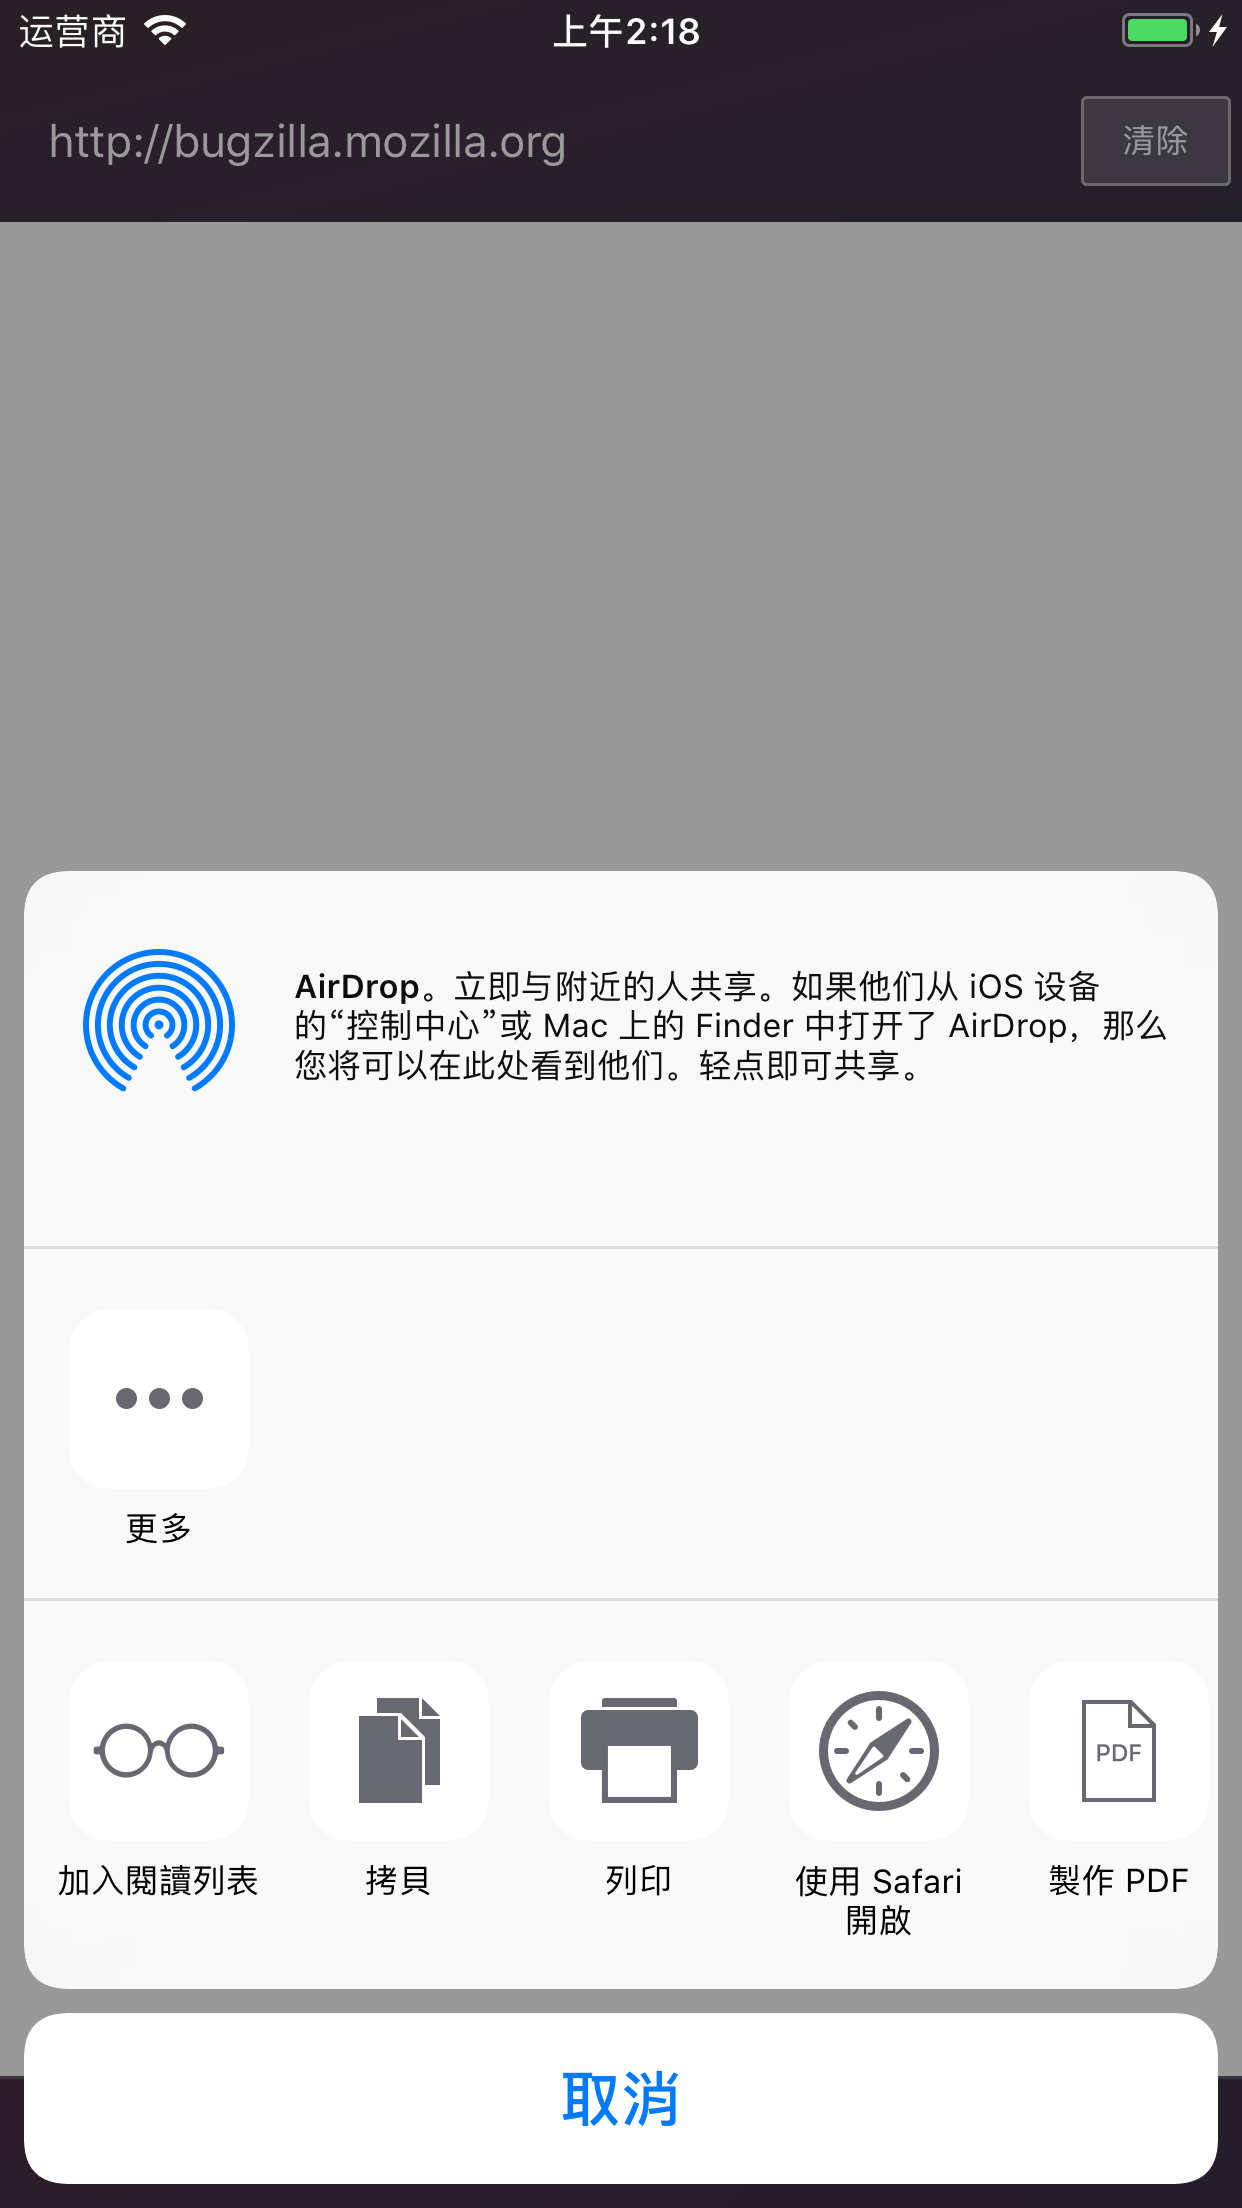 运营商
上午2:18
http://bugzilla.mozilla.org
清除
AirDrop。立即与附近的人共享。如果他们从 iOS 设备
的“控制中心”或 Mac 上的 Finder 中打开了 AirDrop，那么
您将可以在此处看到他们。轻点即可共享。
更多
加入閱讀列表
拷貝
列印
使用 Safari
開啟
PDF
製作 PDF
取消